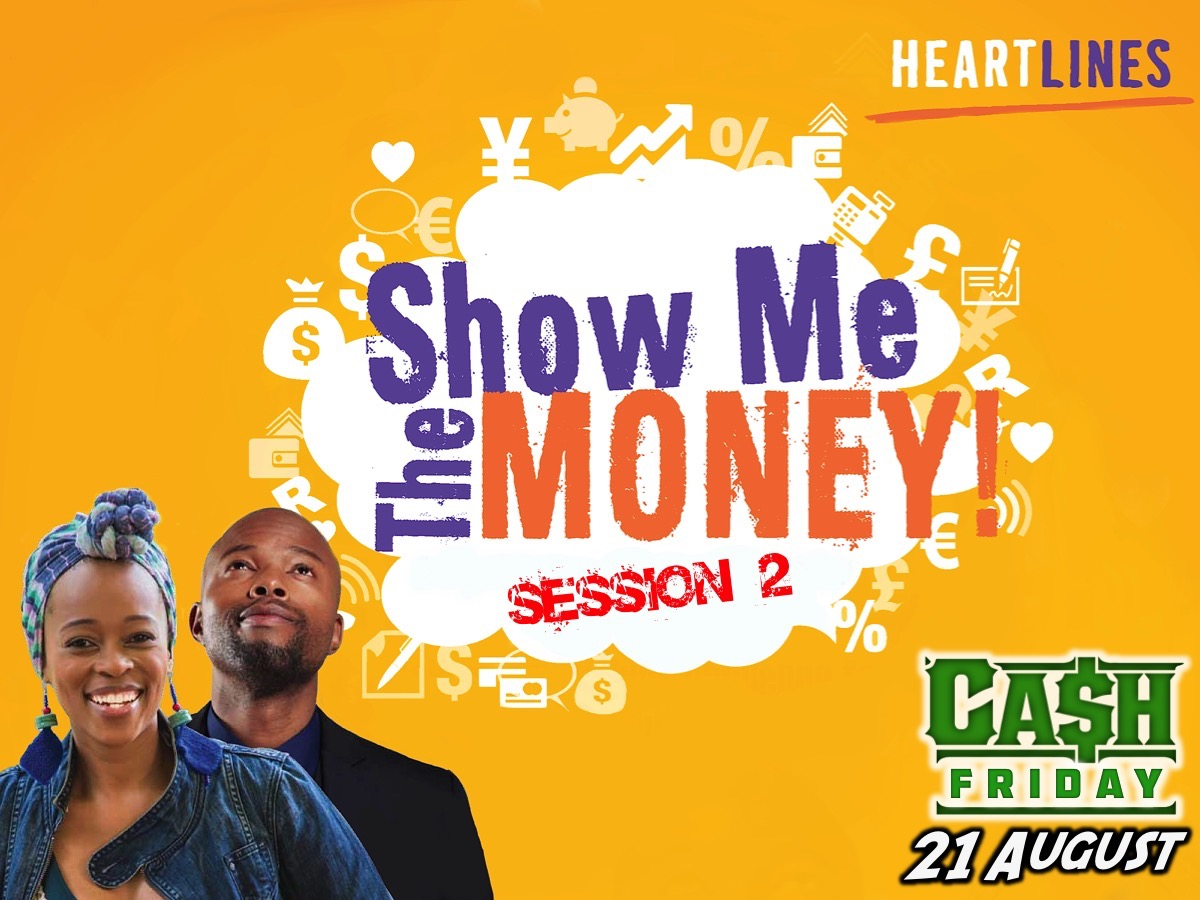 HEARTLINES
Show Me
The MONEY!
SESSION 2
CA$H
FRIDAY
21 AUGUST